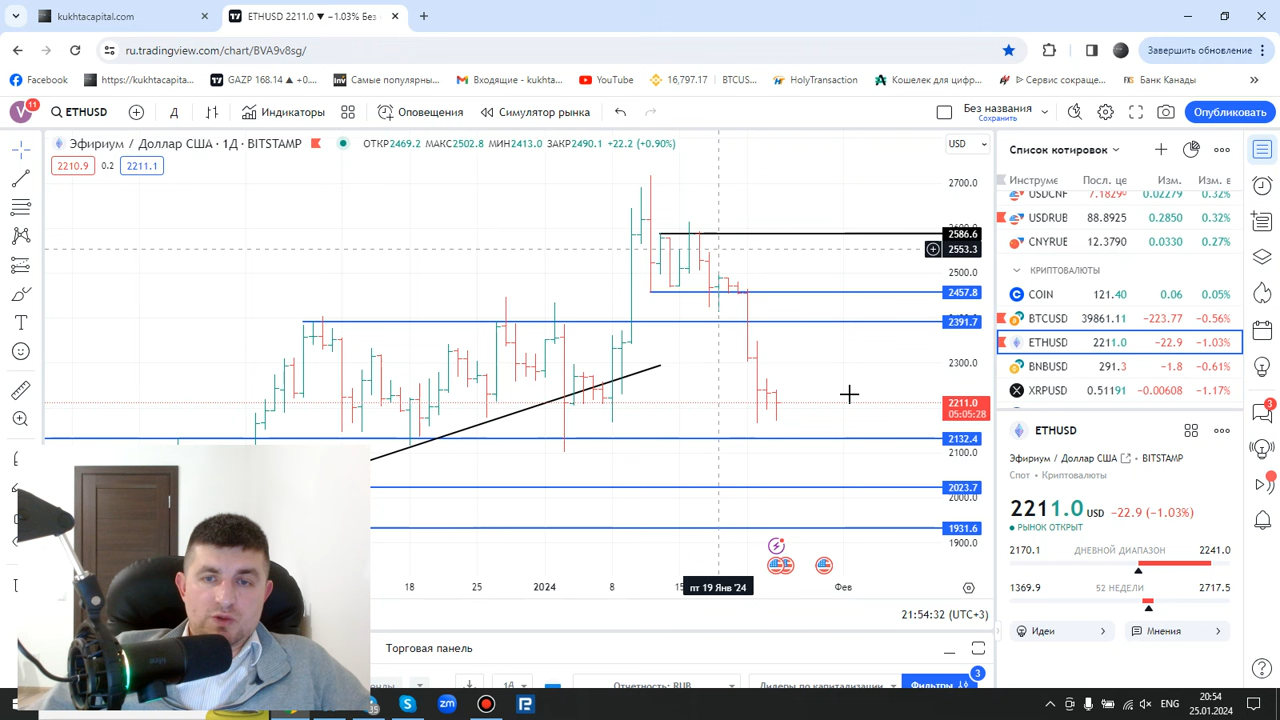 kukhtacapital.com
ETHUSD 2211.0 ▼ −1.03% Без
ru.tradingview.com/chart/BVA9v8sg/
Завершить обновление
Facebook
https://kukhtacapita...
GAZP 168.14 ▲ +0....
Самые популярны...
Входящие - kukhta...
YouTube
16,797.17 | BTCUS...
HolyTransaction
Кошелек для цифр...
▷ Сервис сокраще...
FXS Банк Канады
V 11
ETHUSD
Д
Индикаторы
Оповещения
Симулятор рынка
Без названия
Сохранить
Опубликовать
Эфириум / Доллар США · 1Д · BITSTAMP
ОТКР2469.2 МАКС2502.8 МИН2413.0 ЗАКР2490.1 +22.2 (+0.90%)
USD
2210.9 0.2 2211.1
2700.0
2586.6
2553.3
2500.0
2457.8
2391.7
2300.0
2211.0
05:05:28
2132.4
2100.0
2023.7
2000.0
1931.6
1900.0
18 25 2024 8 пт 19 Янв '24 Фев
21:54:32 (UTC+3)
Торговая панель
Отчетность: RUB
Лидеры по капитализации
Фильтры
3
Список котировок
Инструме Посл. це Изм. Изм. в
USDCNF 7.1829 0.02279 0.32%
USDRUB 88.8925 0.2850 0.32%
CNYRUE 12.3790 0.0330 0.27%
КРИПТОВАЛЮТЫ
COIN 121.40 0.06 0.05%
BTCUSD 39861.11 −223.77 −0.56%
ETHUSD 2211.0 −22.9 −1.03%
BNBUSD 291.3 −1.8 −0.61%
XRPUSD 0.51191 −0.00608 −1.17%
ETHUSD
Эфириум / Доллар США · BITSTAMP
Спот · Криптовалюты
2211.0 USD −22.9 (−1.03%)
РЫНОК ОТКРЫТ
2170.1 ДНЕВНОЙ ДИАПАЗОН 2241.0
1369.9 52 НЕДЕЛИ 2717.5
Идеи
Мнения
3
ENG
20:54
25.01.2024